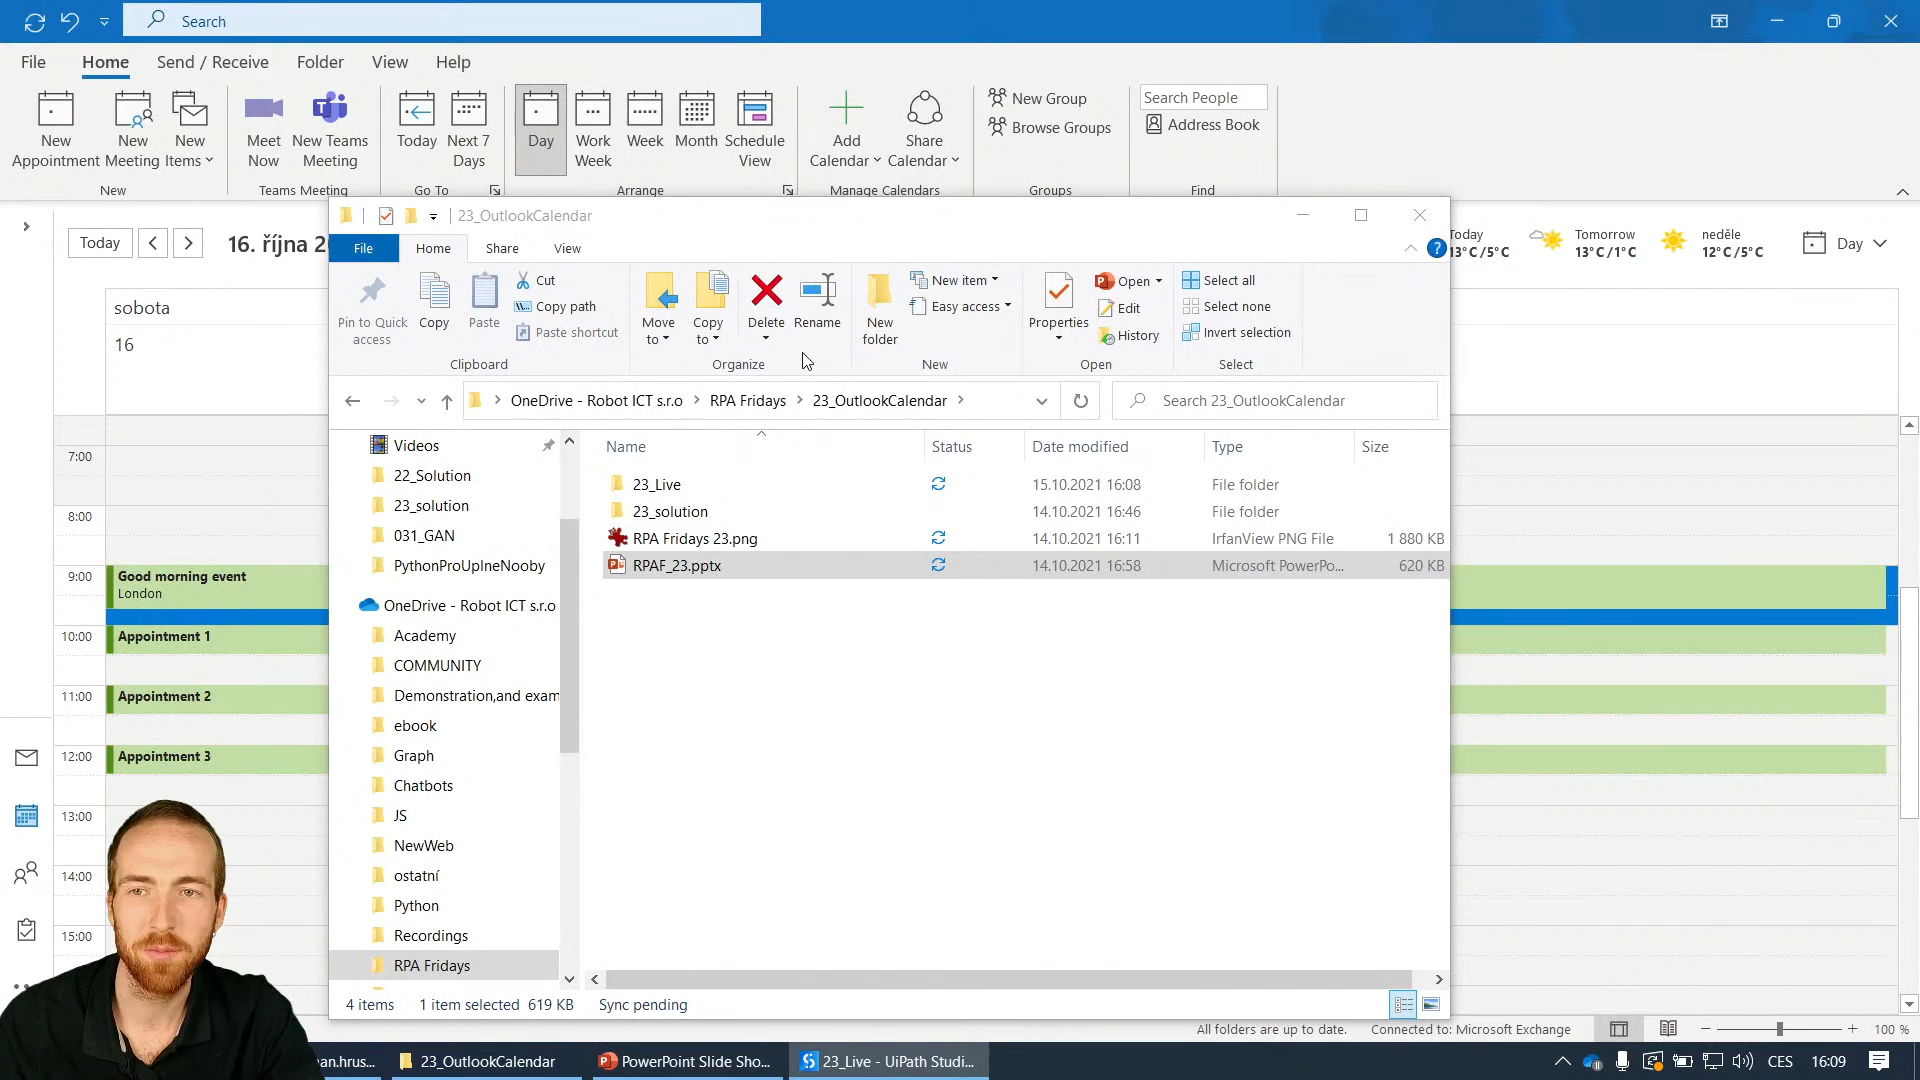 Search
File Home Send / Receive Folder View Help
New Appointment
New Meeting
New Items
New
Meet Now
New Teams Meeting
Teams Meeting
Today
Next 7 Days
Go To
Day
Work Week
Week
Month
Schedule View
Arrange
Add Calendar
Share Calendar
Manage Calendars
New Group
Browse Groups
Groups
Search People
Address Book
Find
Today
16. října 2
Today
13°C/5°C
Tomorrow
13°C/1°C
neděle
12°C/5°C
Day
sobota
16
7:00
8:00
9:00
10:00
11:00
12:00
13:00
14:00
15:00
Good morning event
London
Appointment 1
Appointment 2
Appointment 3
23_OutlookCalendar
File Home Share View
Pin to Quick access
Copy
Paste
Cut
Copy path
Paste shortcut
Clipboard
Move to
Copy to
Delete
Rename
Organize
New folder
New item
Easy access
New
Properties
Open
Edit
History
Open
Select all
Select none
Invert selection
Select
OneDrive - Robot ICT s.r.o RPA Fridays 23_OutlookCalendar
Search 23_OutlookCalendar
Videos
22_Solution
23_solution
031_GAN
PythonProUplneNooby
OneDrive - Robot ICT s.r.o
Academy
COMMUNITY
Demonstration,and exam
ebook
Graph
Chatbots
JS
NewWeb
ostatní
Python
Recordings
RPA Fridays
Name Status Date modified Type Size
23_Live 15.10.2021 16:08 File folder
23_solution 14.10.2021 16:46 File folder
RPA Fridays 23.png 14.10.2021 16:11 IrfanView PNG File 1 880 KB
RPAF_23.pptx 14.10.2021 16:58 Microsoft PowerPo... 620 KB
4 items 1 item selected 619 KB Sync pending
All folders are up to date. Connected to: Microsoft Exchange 100 %
an.hrus... 23_OutlookCalendar PowerPoint Slide Sho... 23_Live - UiPath Studi... CES 16:09